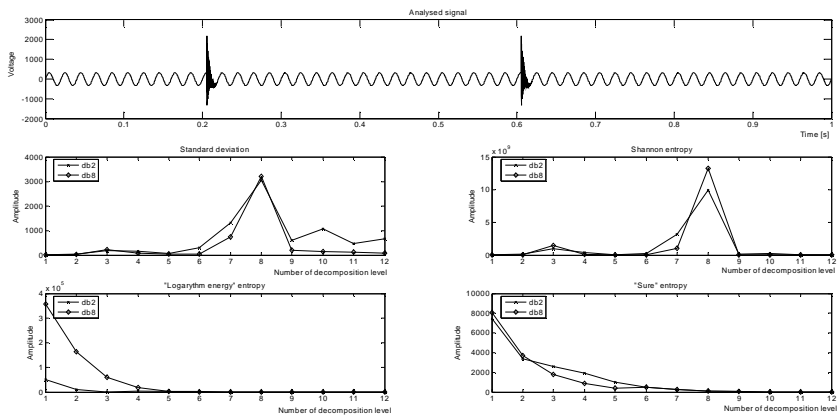 Analysed signal
3000
2000
1000
0
-1000
-2000
Voltage
0 0.1 0.2 0.3 0.4 0.5 0.6 0.7 0.8 0.9 1
Time [s]
Standard deviation
4000
3000
2000
1000
0
Amplitude
db2
db8
1 2 3 4 5 6 7 8 9 10 11 12
Number of decomposition level
Shannon entropy
x 10^9
15
10
5
0
Amplitude
db2
db8
1 2 3 4 5 6 7 8 9 10 11 12
Number of decomposition level
"Logarythm energy" entropy
x 10^5
4
3
2
1
0
Amplitude
db2
db8
1 2 3 4 5 6 7 8 9 10 11 12
Number of decomposition level
"Sure" entropy
10000
8000
6000
4000
2000
0
Amplitude
db2
db8
1 2 3 4 5 6 7 8 9 10 11 12
Number of decomposition level